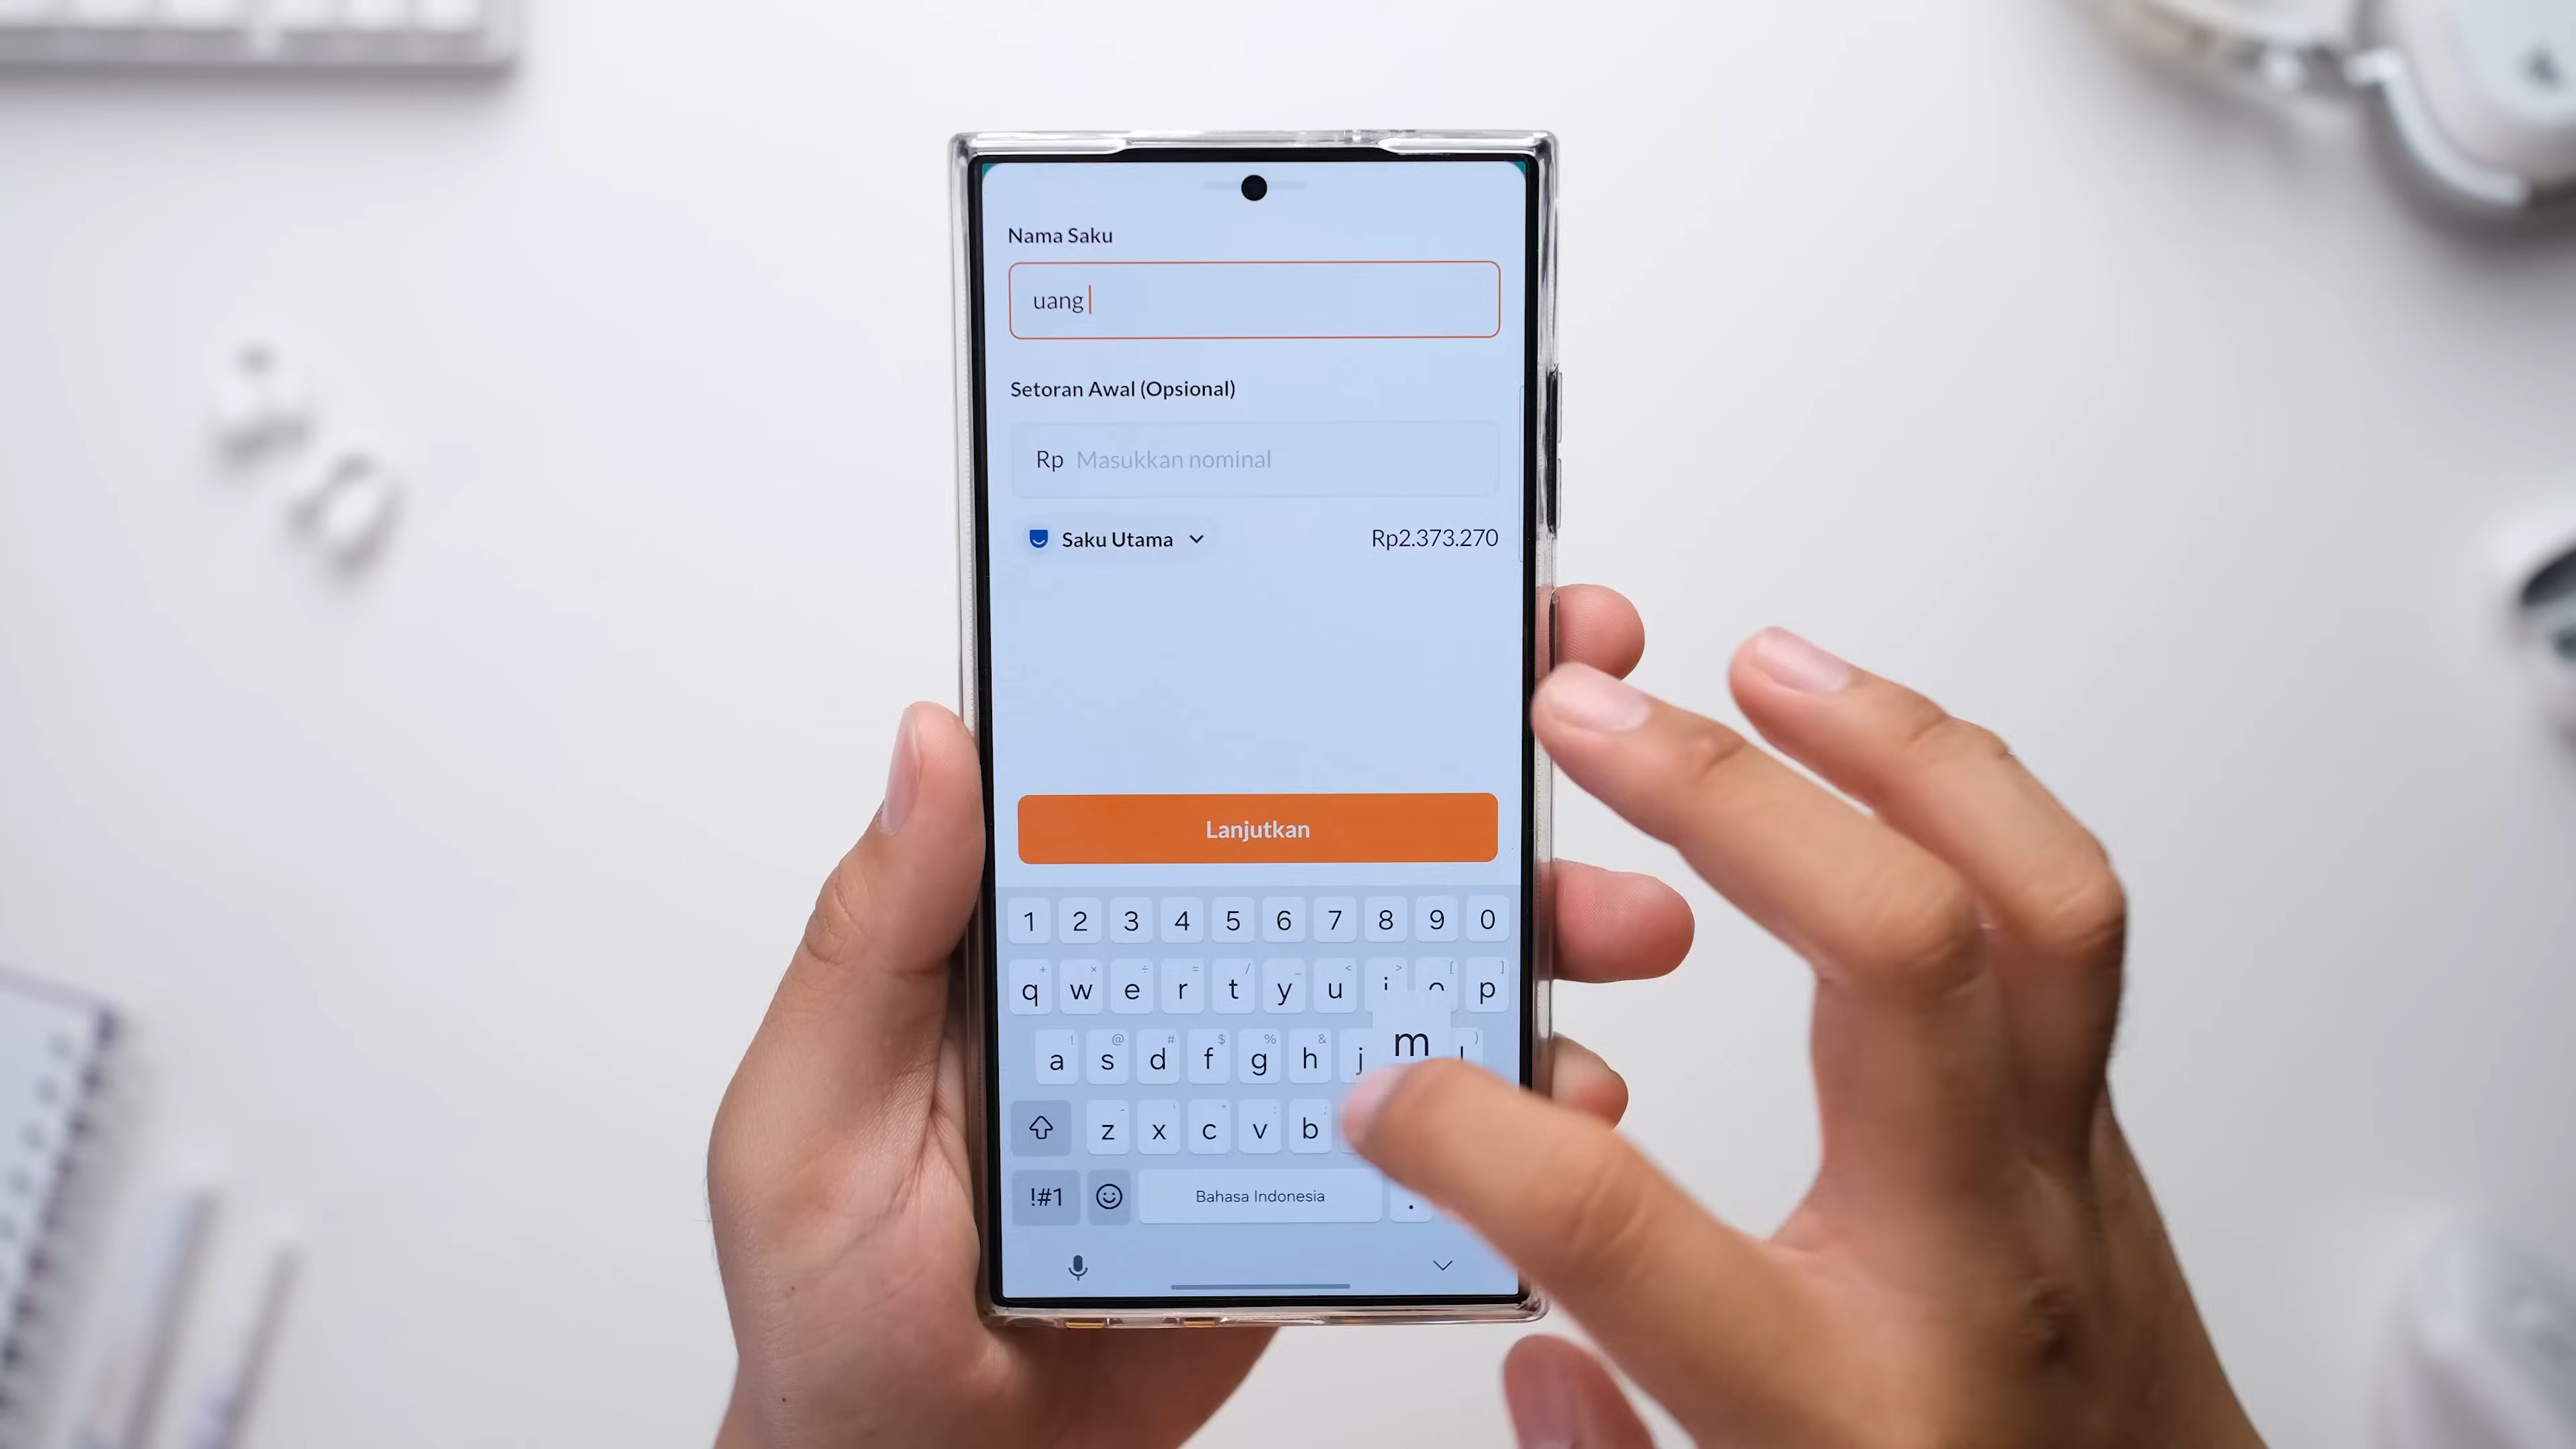 Nama Saku
uang
Setoran Awal (Opsional)
Rp Masukkan nominal
Saku Utama Rp2.373.270
Lanjutkan
1 2 3 4 5 6 7 8 9 0
q w e r t y u i o p
a s d f g h j m l
z x c v b
!#1 Bahasa Indonesia .